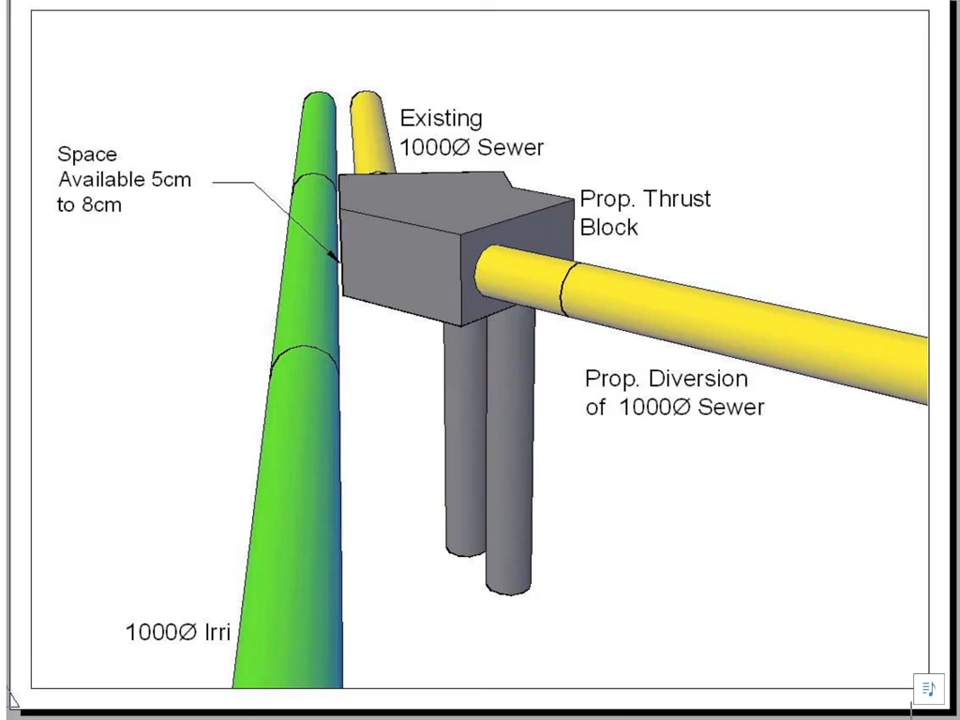 Existing
1000Ø Sewer
Space
Available 5cm
to 8cm
Prop. Thrust
Block
Prop. Diversion
of 1000Ø Sewer
1000Ø Irri